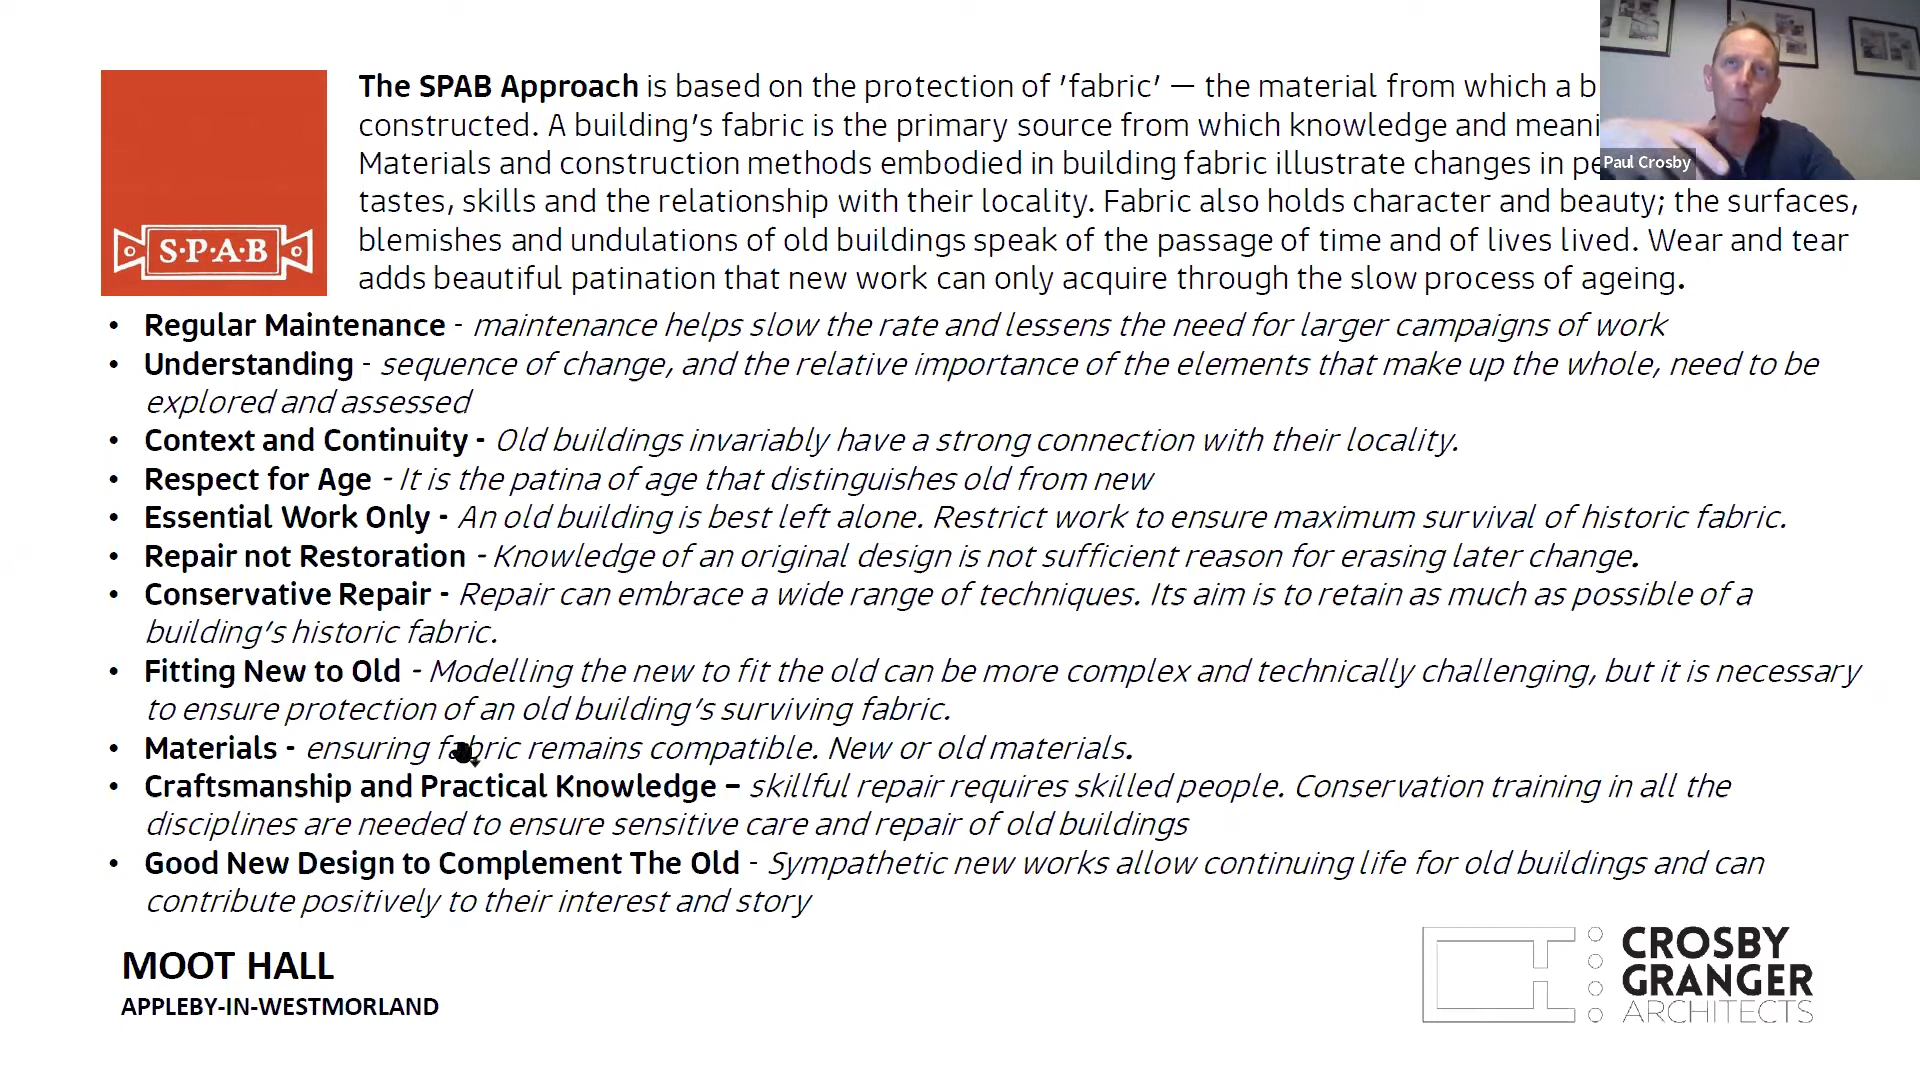 The SPAB Approach is based on the protection of ‘fabric’ — the material from which a b
constructed. A building’s fabric is the primary source from which knowledge and meani
Materials and construction methods embodied in building fabric illustrate changes in pe
tastes, skills and the relationship with their locality. Fabric also holds character and beauty; the surfaces,
blemishes and undulations of old buildings speak of the passage of time and of lives lived. Wear and tear
adds beautiful patination that new work can only acquire through the slow process of ageing.
S·P·A·B
Paul Crosby
• Regular Maintenance - maintenance helps slow the rate and lessens the need for larger campaigns of work
• Understanding - sequence of change, and the relative importance of the elements that make up the whole, need to be
explored and assessed
• Context and Continuity - Old buildings invariably have a strong connection with their locality.
• Respect for Age - It is the patina of age that distinguishes old from new
• Essential Work Only - An old building is best left alone. Restrict work to ensure maximum survival of historic fabric.
• Repair not Restoration - Knowledge of an original design is not sufficient reason for erasing later change.
• Conservative Repair - Repair can embrace a wide range of techniques. Its aim is to retain as much as possible of a
building’s historic fabric.
• Fitting New to Old - Modelling the new to fit the old can be more complex and technically challenging, but it is necessary
to ensure protection of an old building’s surviving fabric.
• Materials - ensuring fabric remains compatible. New or old materials.
• Craftsmanship and Practical Knowledge – skillful repair requires skilled people. Conservation training in all the
disciplines are needed to ensure sensitive care and repair of old buildings
• Good New Design to Complement The Old - Sympathetic new works allow continuing life for old buildings and can
contribute positively to their interest and story
MOOT HALL
APPLEBY-IN-WESTMORLAND
CROSBY
GRANGER
ARCHITECTS